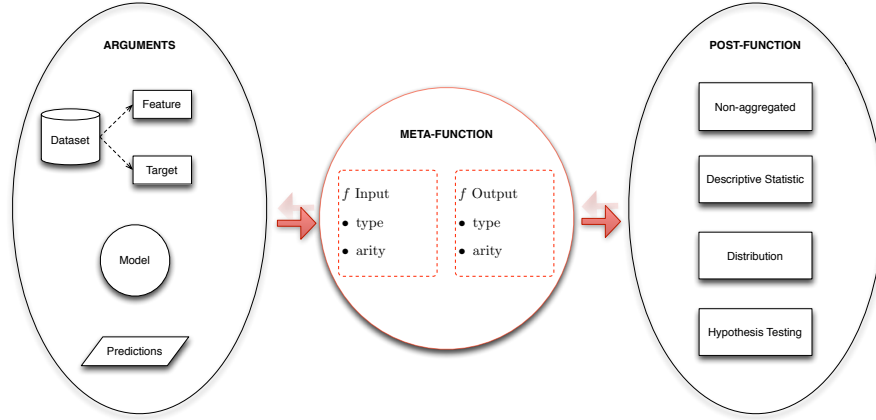 ARGUMENTS
Dataset
Feature
Target
Model
Predictions
META-FUNCTION
f Input
• type
• arity
f Output
• type
• arity
POST-FUNCTION
Non-aggregated
Descriptive Statistic
Distribution
Hypothesis Testing